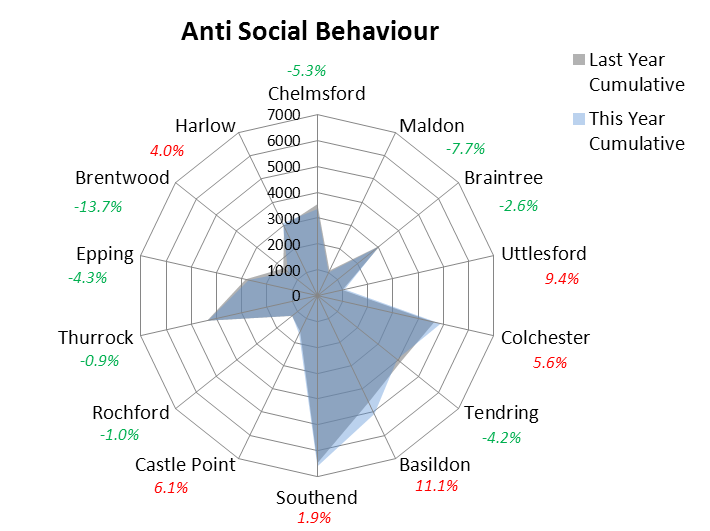 Anti Social Behaviour
Last Year
Cumulative
This Year
Cumulative
-5.3%
Chelmsford
Maldon
-7.7%
Braintree
-2.6%
Uttlesford
9.4%
Colchester
5.6%
Tendring
-4.2%
Basildon
11.1%
Southend
1.9%
Castle Point
6.1%
Rochford
-1.0%
Thurrock
-0.9%
Epping
-4.3%
Brentwood
-13.7%
Harlow
4.0%
7000
6000
5000
4000
3000
2000
1000
0